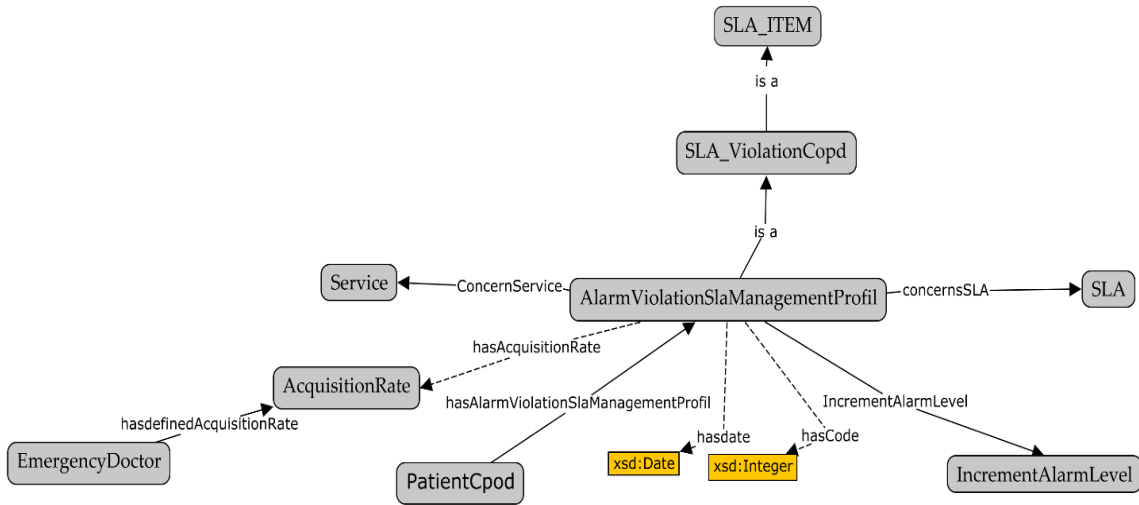 SLA_ITEM
is a
SLA_ViolationCopd
is a
Service
ConcernService
AlarmViolationSlaManagementProfil
concernsSLA
SLA
hasAcquisitionRate
AcquisitionRate
hasAlarmViolationSlaManagementProfil
IncrementAlarmLevel
hasdefinedAcquisitionRate
hasdate
hasCode
EmergencyDoctor
xsd:Date
xsd:Integer
PatientCpod
IncrementAlarmLevel